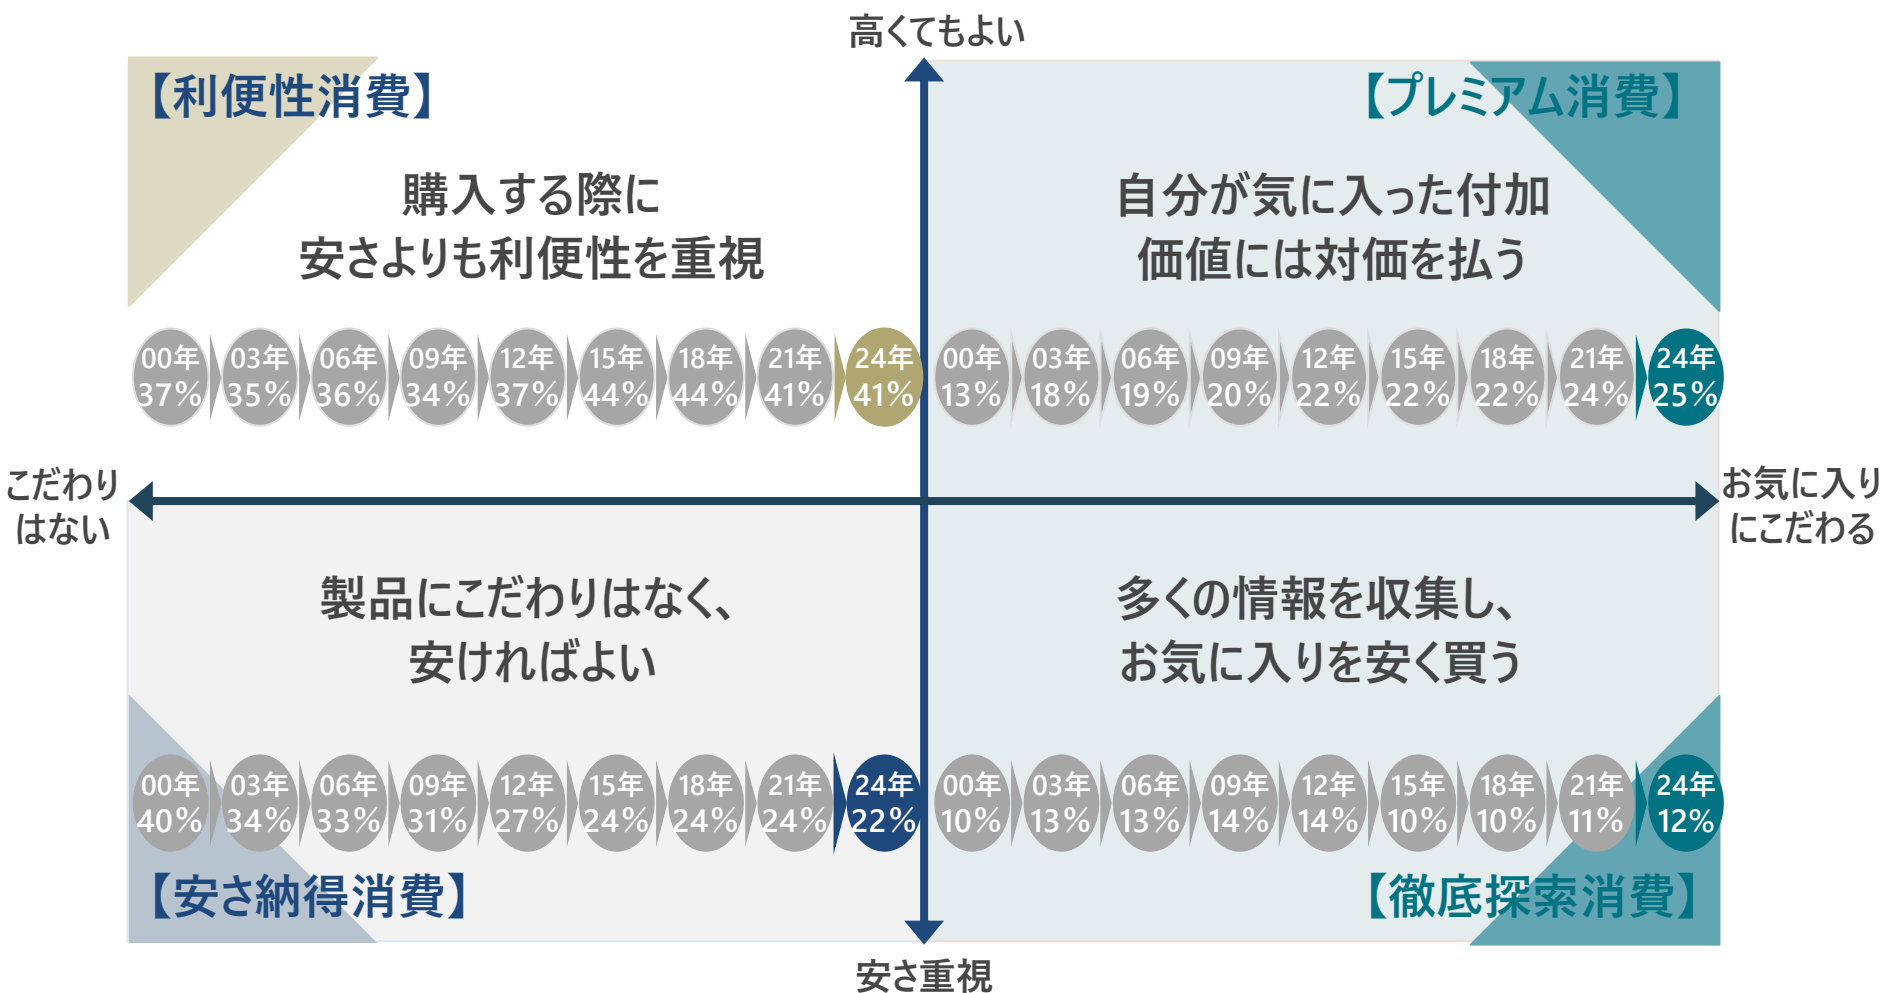 高くてもよい
【利便性消費】
購入する際に
安さよりも利便性を重視
00年 03年 06年 09年 12年 15年 18年 21年 24年
37% 35% 36% 34% 37% 44% 44% 41% 41%
【プレミアム消費】
自分が気に入った付加
価値には対価を払う
00年 03年 06年 09年 12年 15年 18年 21年 24年
13% 18% 19% 20% 22% 22% 22% 24% 25%
こだわり
はない
お気に入り
にこだわる
製品にこだわりはなく、
安ければよい
00年 03年 06年 09年 12年 15年 18年 21年 24年
40% 34% 33% 31% 27% 24% 24% 24% 22%
【安さ納得消費】
多くの情報を収集し、
お気に入りを安く買う
00年 03年 06年 09年 12年 15年 18年 21年 24年
10% 13% 13% 14% 14% 10% 10% 11% 12%
【徹底探索消費】
安さ重視